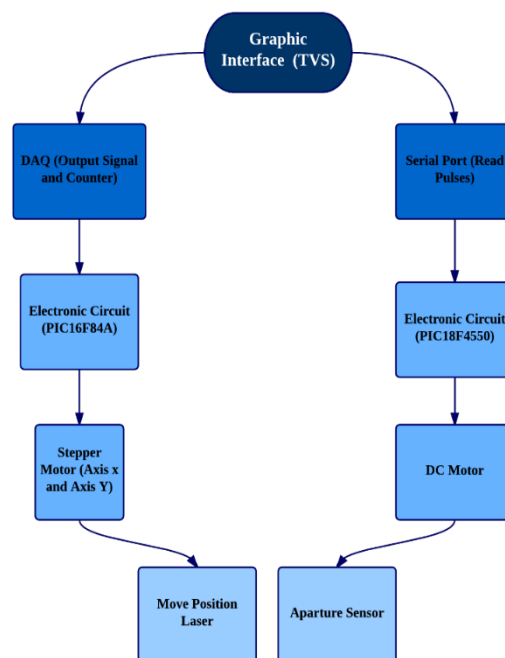 Graphic
Interface (TVS)
DAQ (Output Signal
and Counter)
Serial Port (Read
Pulses)
Electronic Circuit
(PIC16F84A)
Electronic Circuit
(PIC18F4550)
Stepper
Motor (Axis x
and Axis Y)
DC Motor
Move Position
Laser
Aparture Sensor